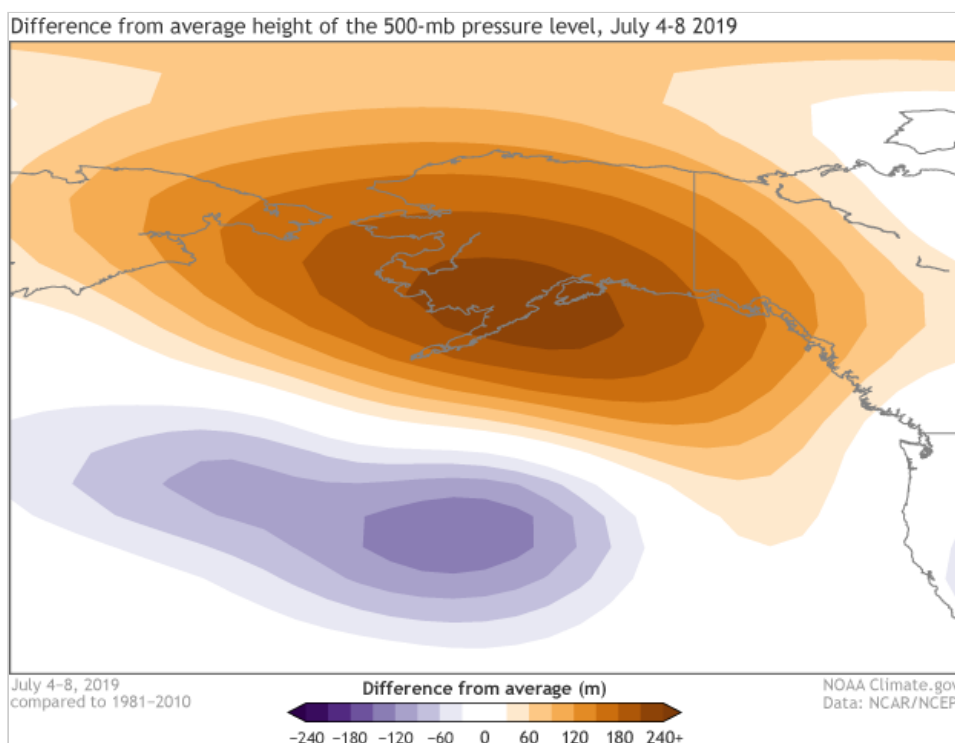 Difference from average height of the 500-mb pressure level, July 4-8 2019
July 4–8, 2019
compared to 1981–2010
Difference from average (m)
−240 −180 −120 −60 0 60 120 180 240+
NOAA Climate.gov
Data: NCAR/NCEP